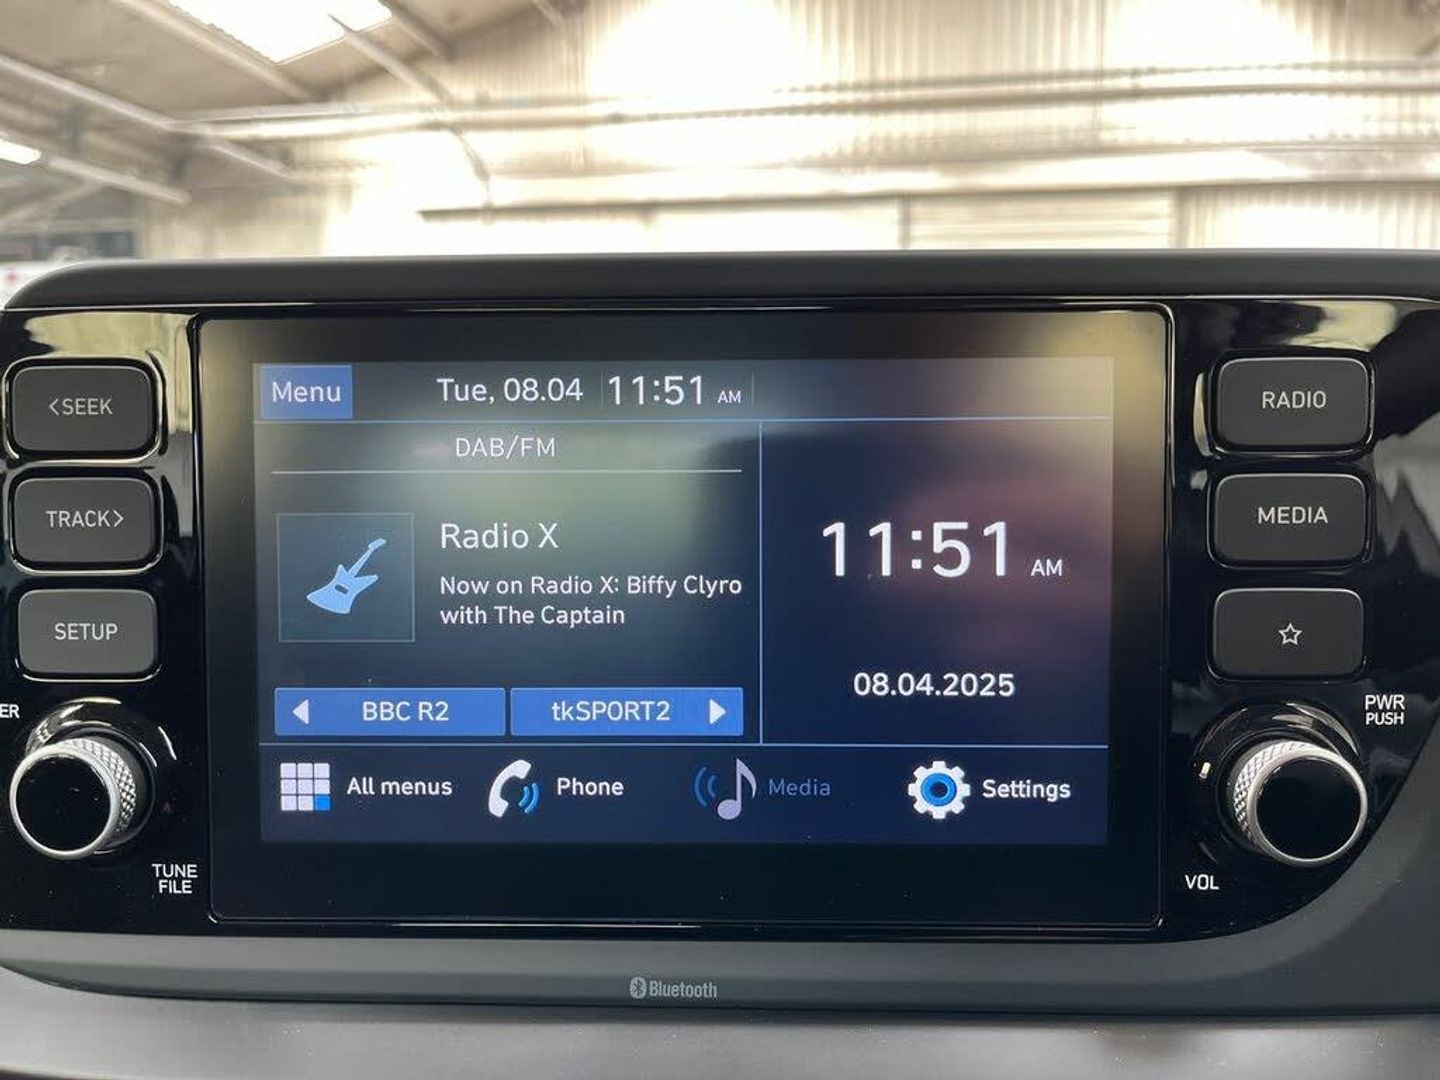 <SEEK
TRACK>
SETUP
ER
TUNE
FILE
Menu
Tue, 08.04 11:51 AM
DAB/FM
Radio X
Now on Radio X: Biffy Clyro
with The Captain
BBC R2
tkSPORT2
11:51 AM
08.04.2025
All menus
Phone
Media
Settings
RADIO
MEDIA
PWR
PUSH
VOL
Bluetooth